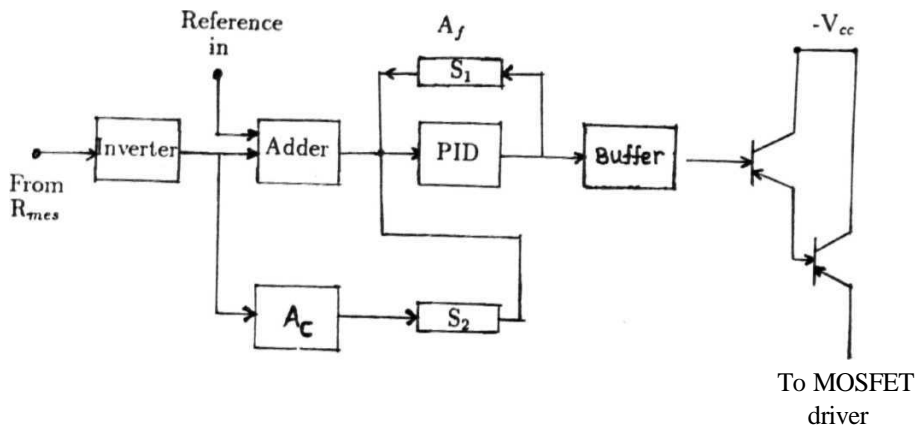 Reference
in
A_f
-V_cc
S_1
Inverter
Adder
PID
Buffer
From
R_mes
A_C
S_2
To MOSFET
driver